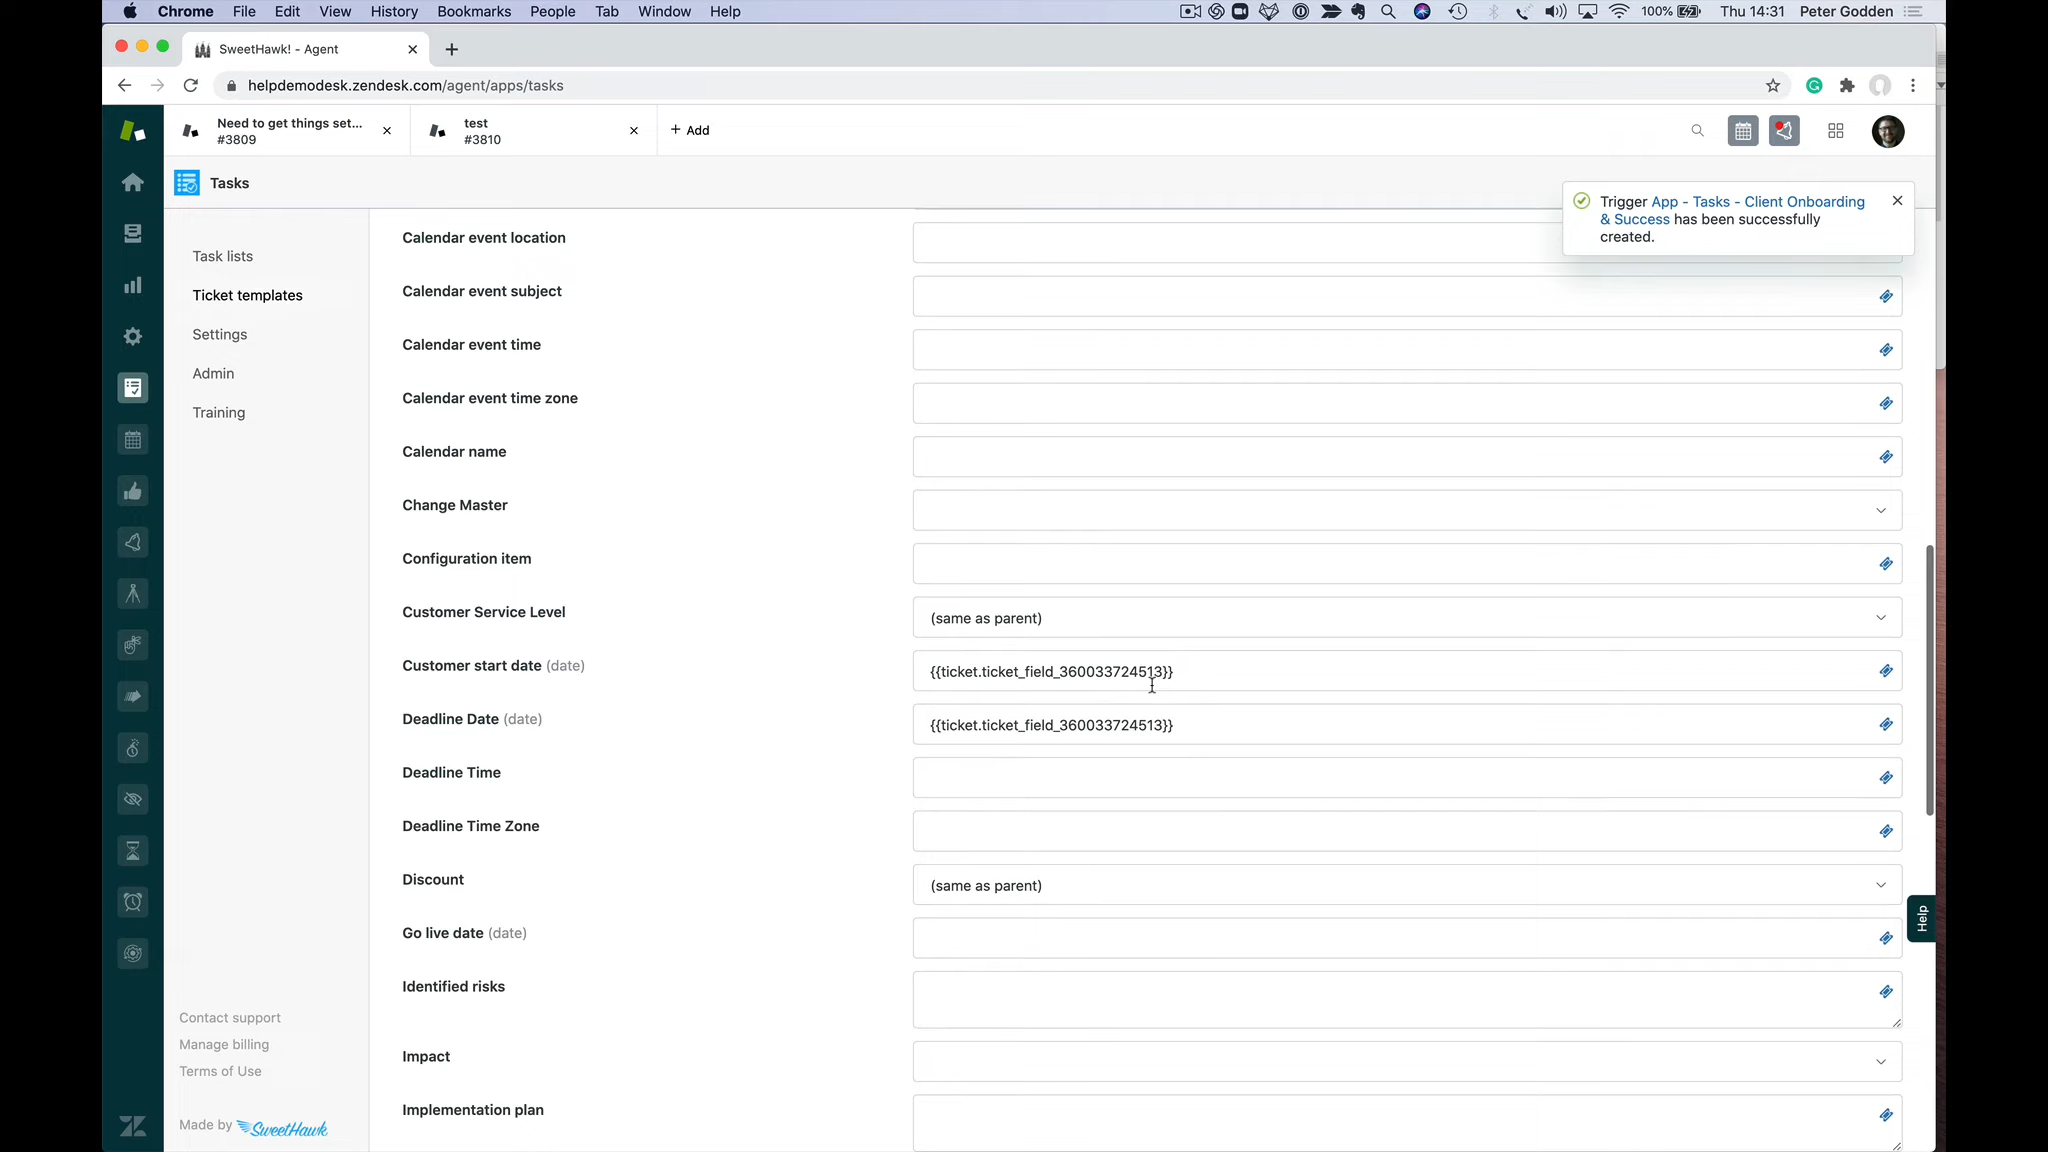 Chrome File Edit View History Bookmarks People Tab Window Help 100% Thu 14:31 Peter Godden
SweetHawk! - Agent
helpdemodesk.zendesk.com/agent/apps/tasks
Need to get things set...
#3809
test
#3810
+ Add
Tasks
Trigger App - Tasks - Client Onboarding
& Success has been successfully
created.
Task lists
Ticket templates
Settings
Admin
Training
Calendar event location
Calendar event subject
Calendar event time
Calendar event time zone
Calendar name
Change Master
Configuration item
Customer Service Level (same as parent)
Customer start date (date) {{ticket.ticket_field_360033724513}}
Deadline Date (date) {{ticket.ticket_field_360033724513}}
Deadline Time
Deadline Time Zone
Discount (same as parent)
Go live date (date)
Identified risks
Impact
Implementation plan
Help
Contact support
Manage billing
Terms of Use
Made by SweetHawk